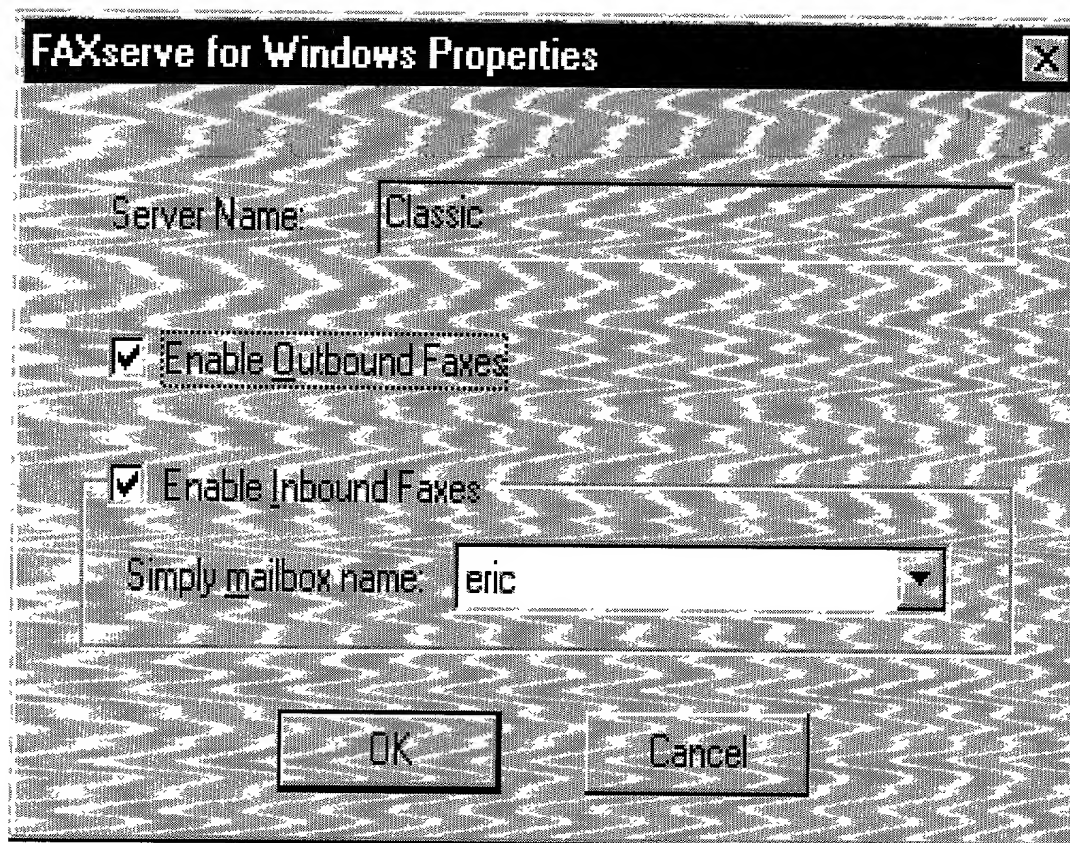 FAXserve for Windows Properties
Server Name: Classic
Enable Outbound Faxes
Enable Inbound Faxes
Simply mailbox name: eric
OK Cancel